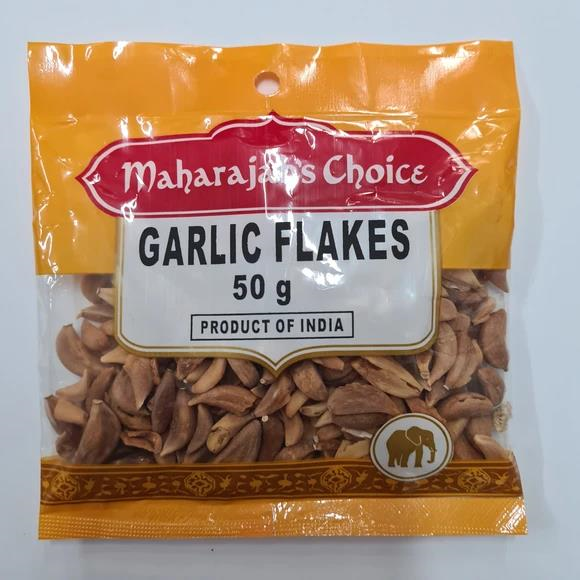 Maharajah's Choice
GARLIC FLAKES
50 g
PRODUCT OF INDIA